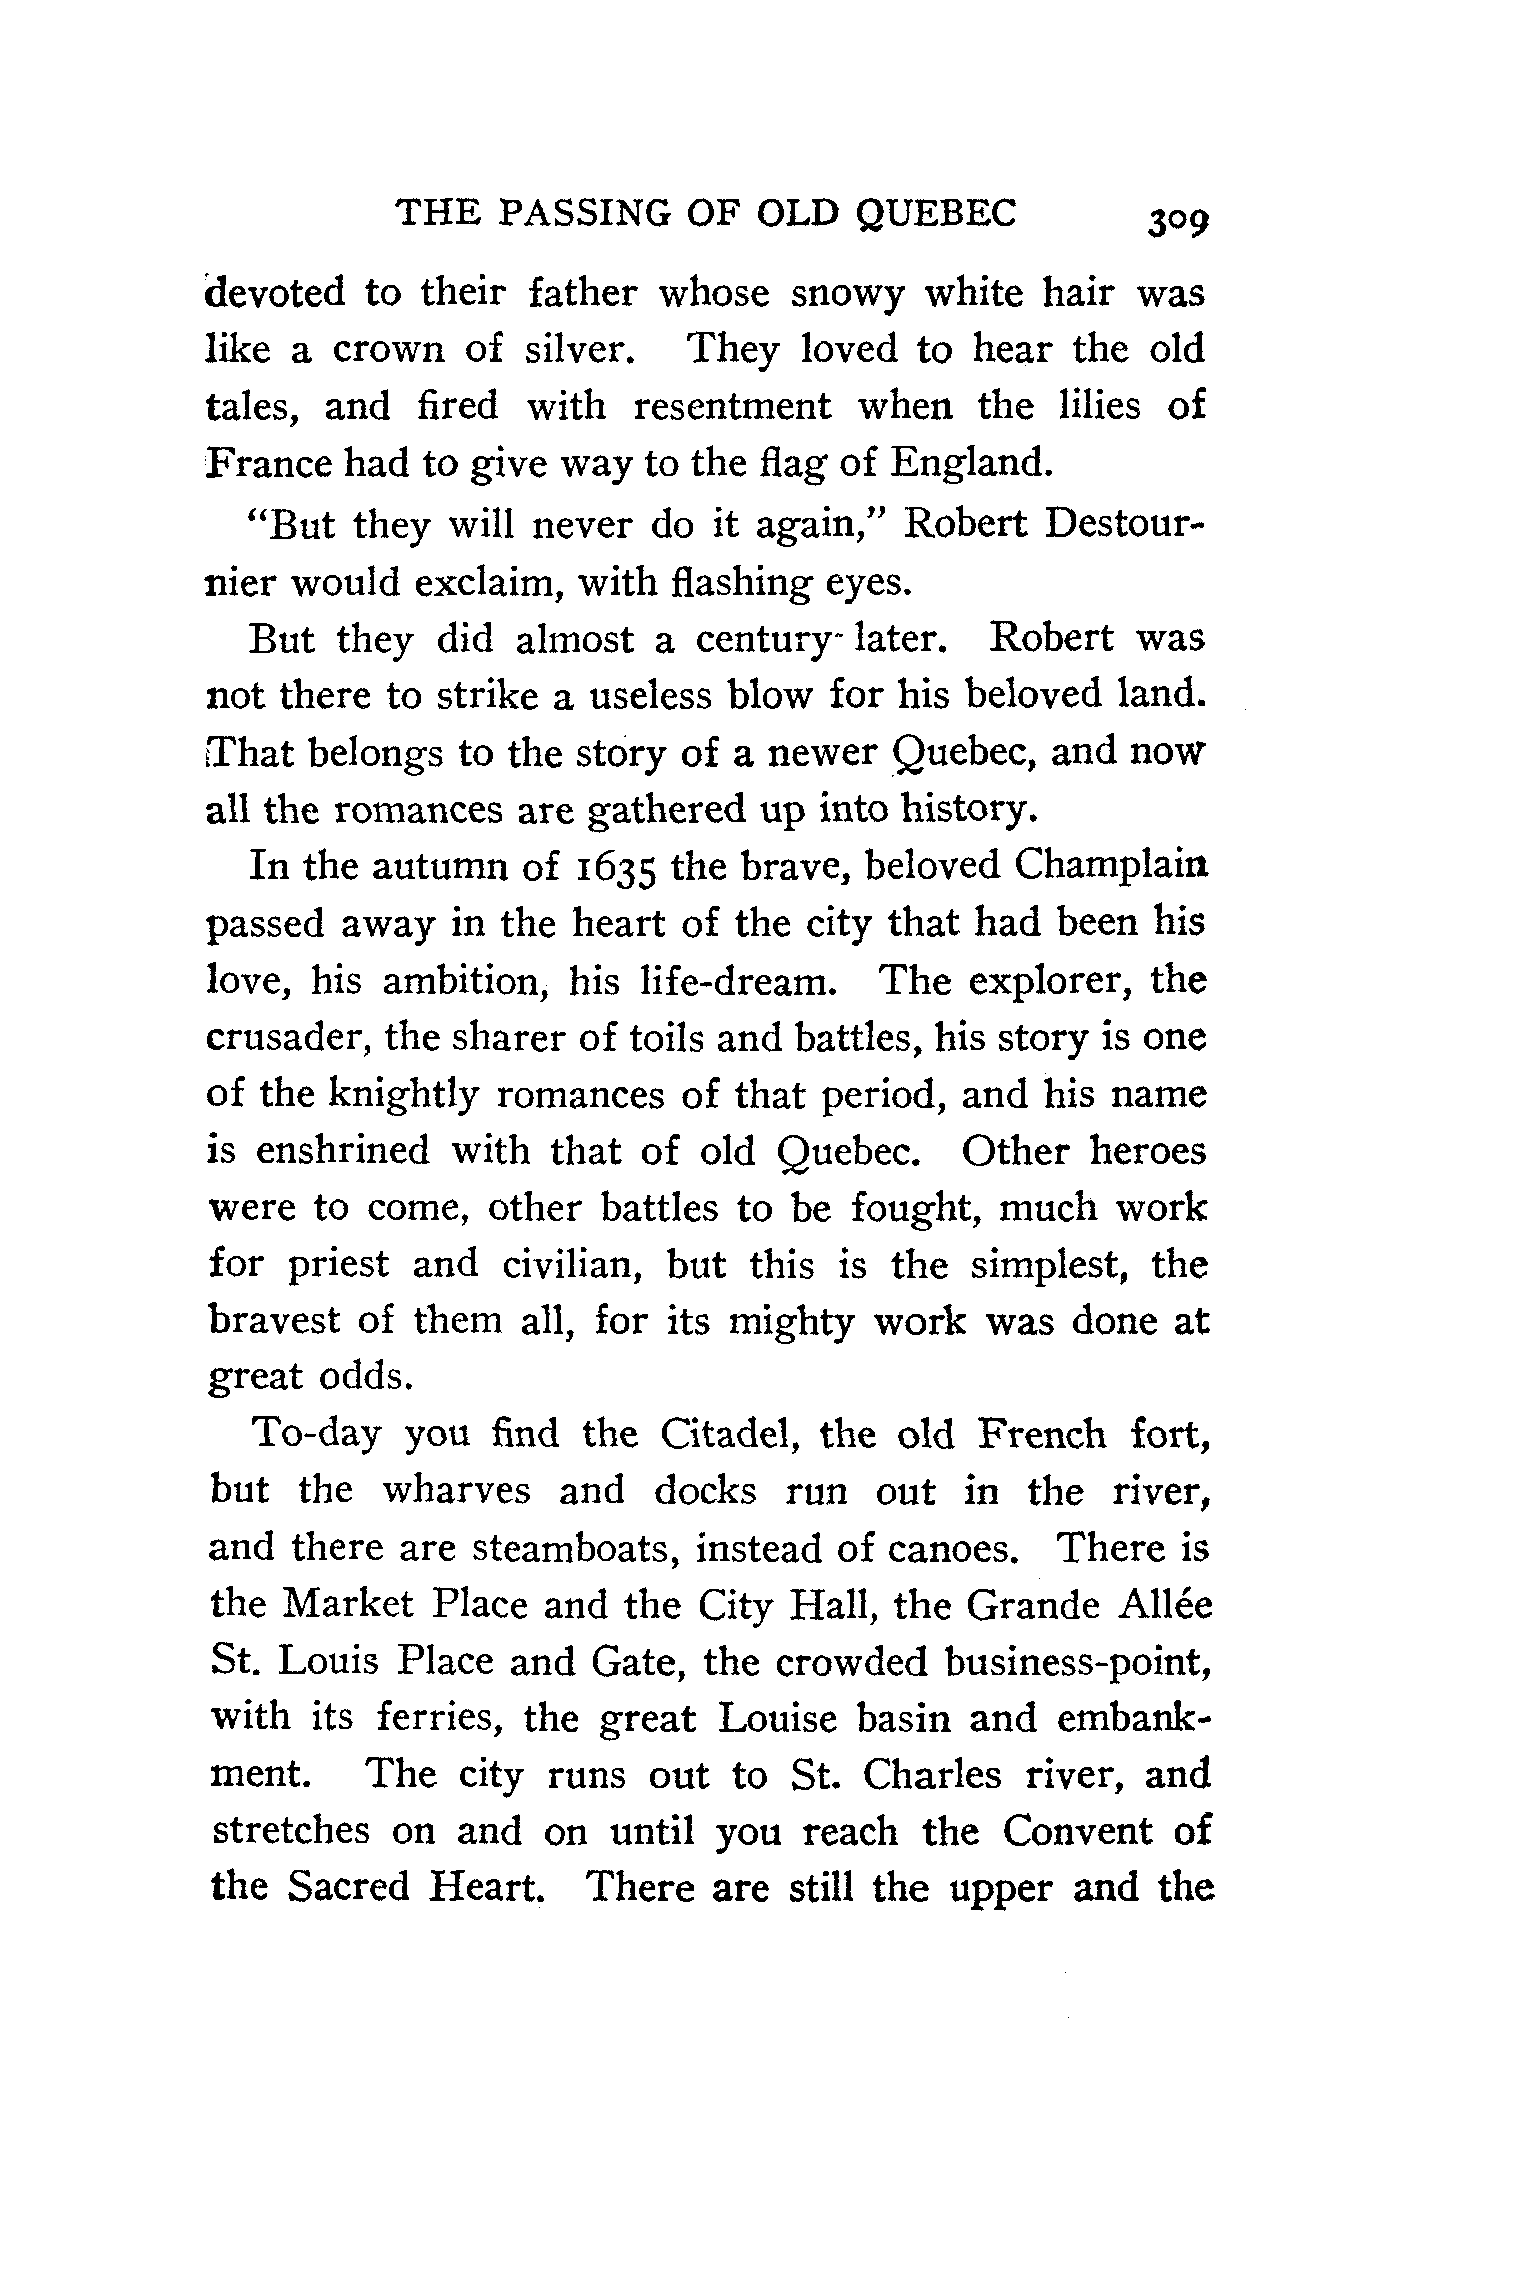 THE PASSING OF OLD QUEBEC 309
devoted to their father whose snowy white hair was
like a crown of silver. They loved to hear the old
tales, and fired with resentment when the lilies of
France had to give way to the flag of England.
"But they will never do it again," Robert Destour-
nier would exclaim, with flashing eyes.
But they did almost a century later. Robert was
not there to strike a useless blow for his beloved land.
That belongs to the story of a newer Quebec, and now
all the romances are gathered up into history.
In the autumn of 1635 the brave, beloved Champlain
passed away in the heart of the city that had been his
love, his ambition, his life-dream. The explorer, the
crusader, the sharer of toils and battles, his story is one
of the knightly romances of that period, and his name
is enshrined with that of old Quebec. Other heroes
were to come, other battles to be fought, much work
for priest and civilian, but this is the simplest, the
bravest of them all, for its mighty work was done at
great odds.
To-day you find the Citadel, the old French fort,
but the wharves and docks run out in the river,
and there are steamboats, instead of canoes. There is
the Market Place and the City Hall, the Grande Allée
St. Louis Place and Gate, the crowded business-point,
with its ferries, the great Louise basin and embank-
ment. The city runs out to St. Charles river, and
stretches on and on until you reach the Convent of
the Sacred Heart. There are still the upper and the